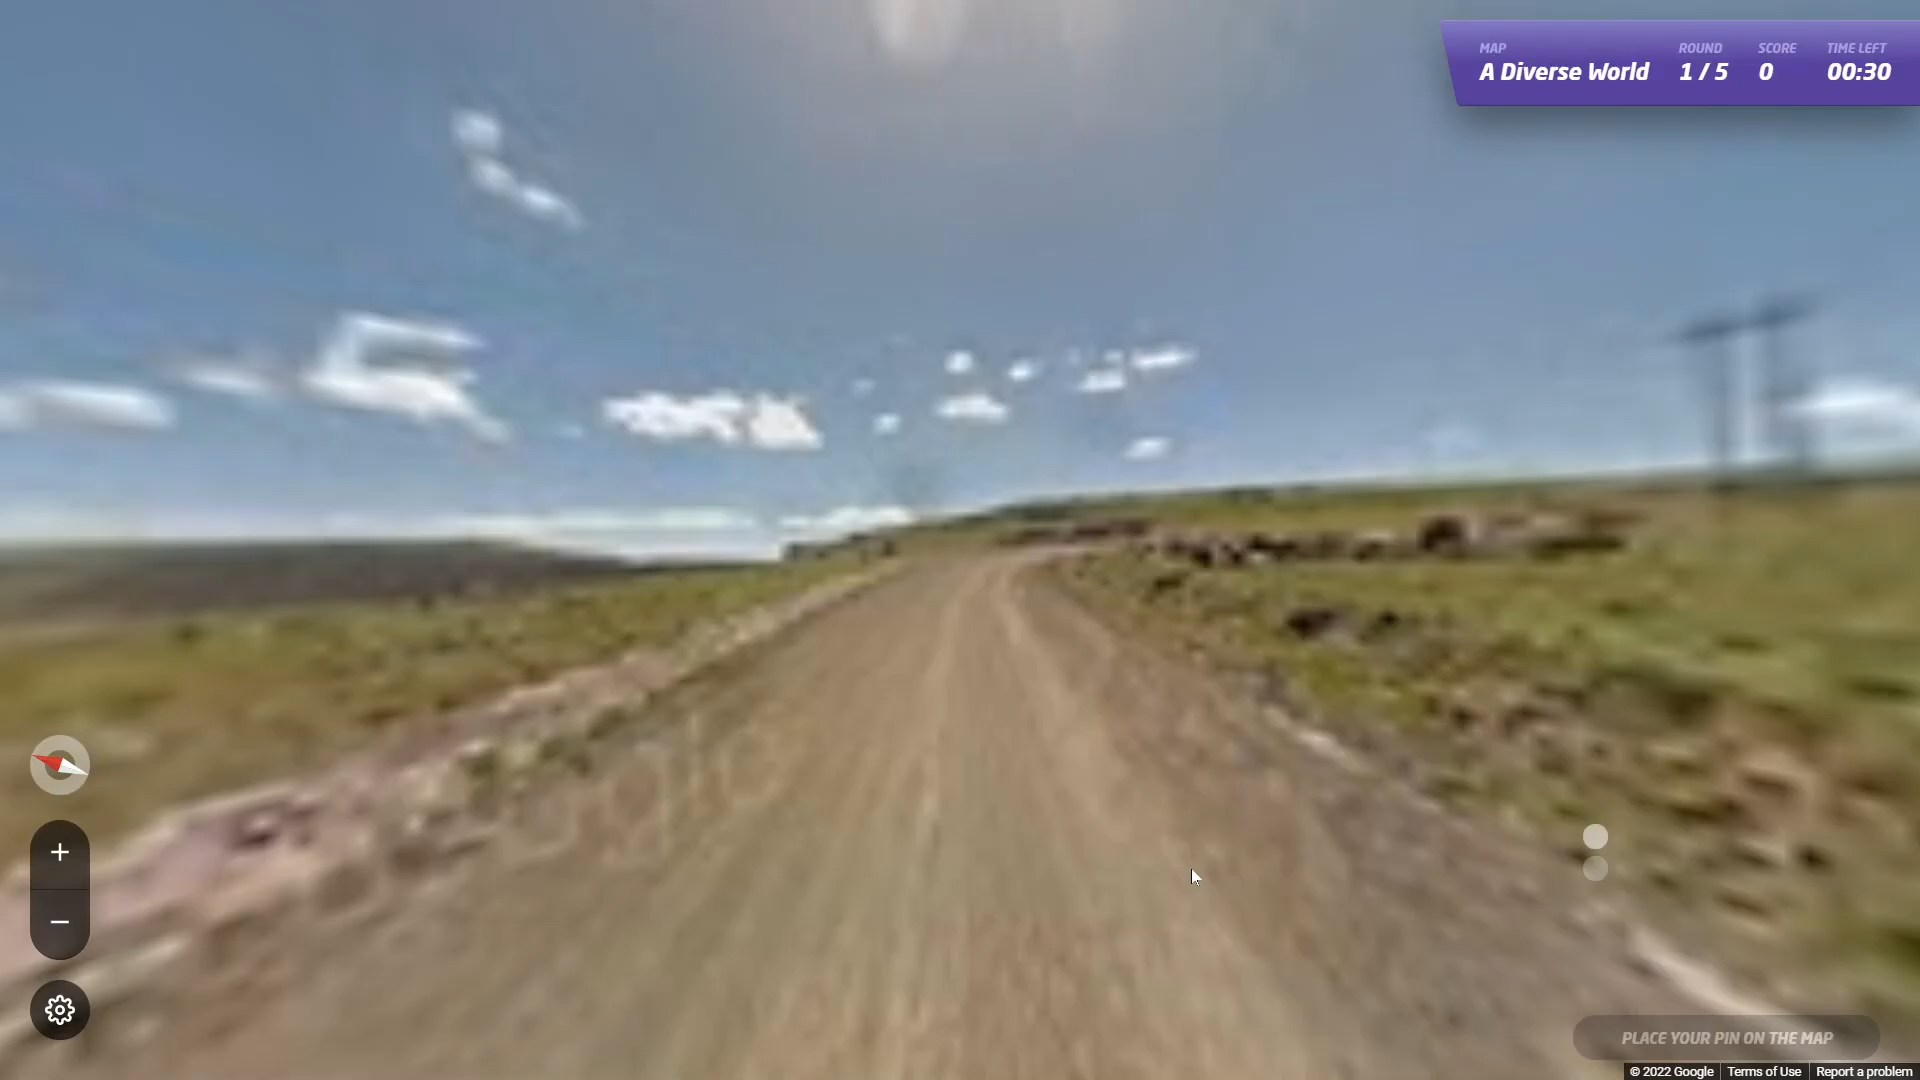 MAP
A Diverse World
ROUND
1 / 5
SCORE
0
TIME LEFT
00:30
PLACE YOUR PIN ON THE MAP
© 2022 Google
Terms of Use
Report a problem